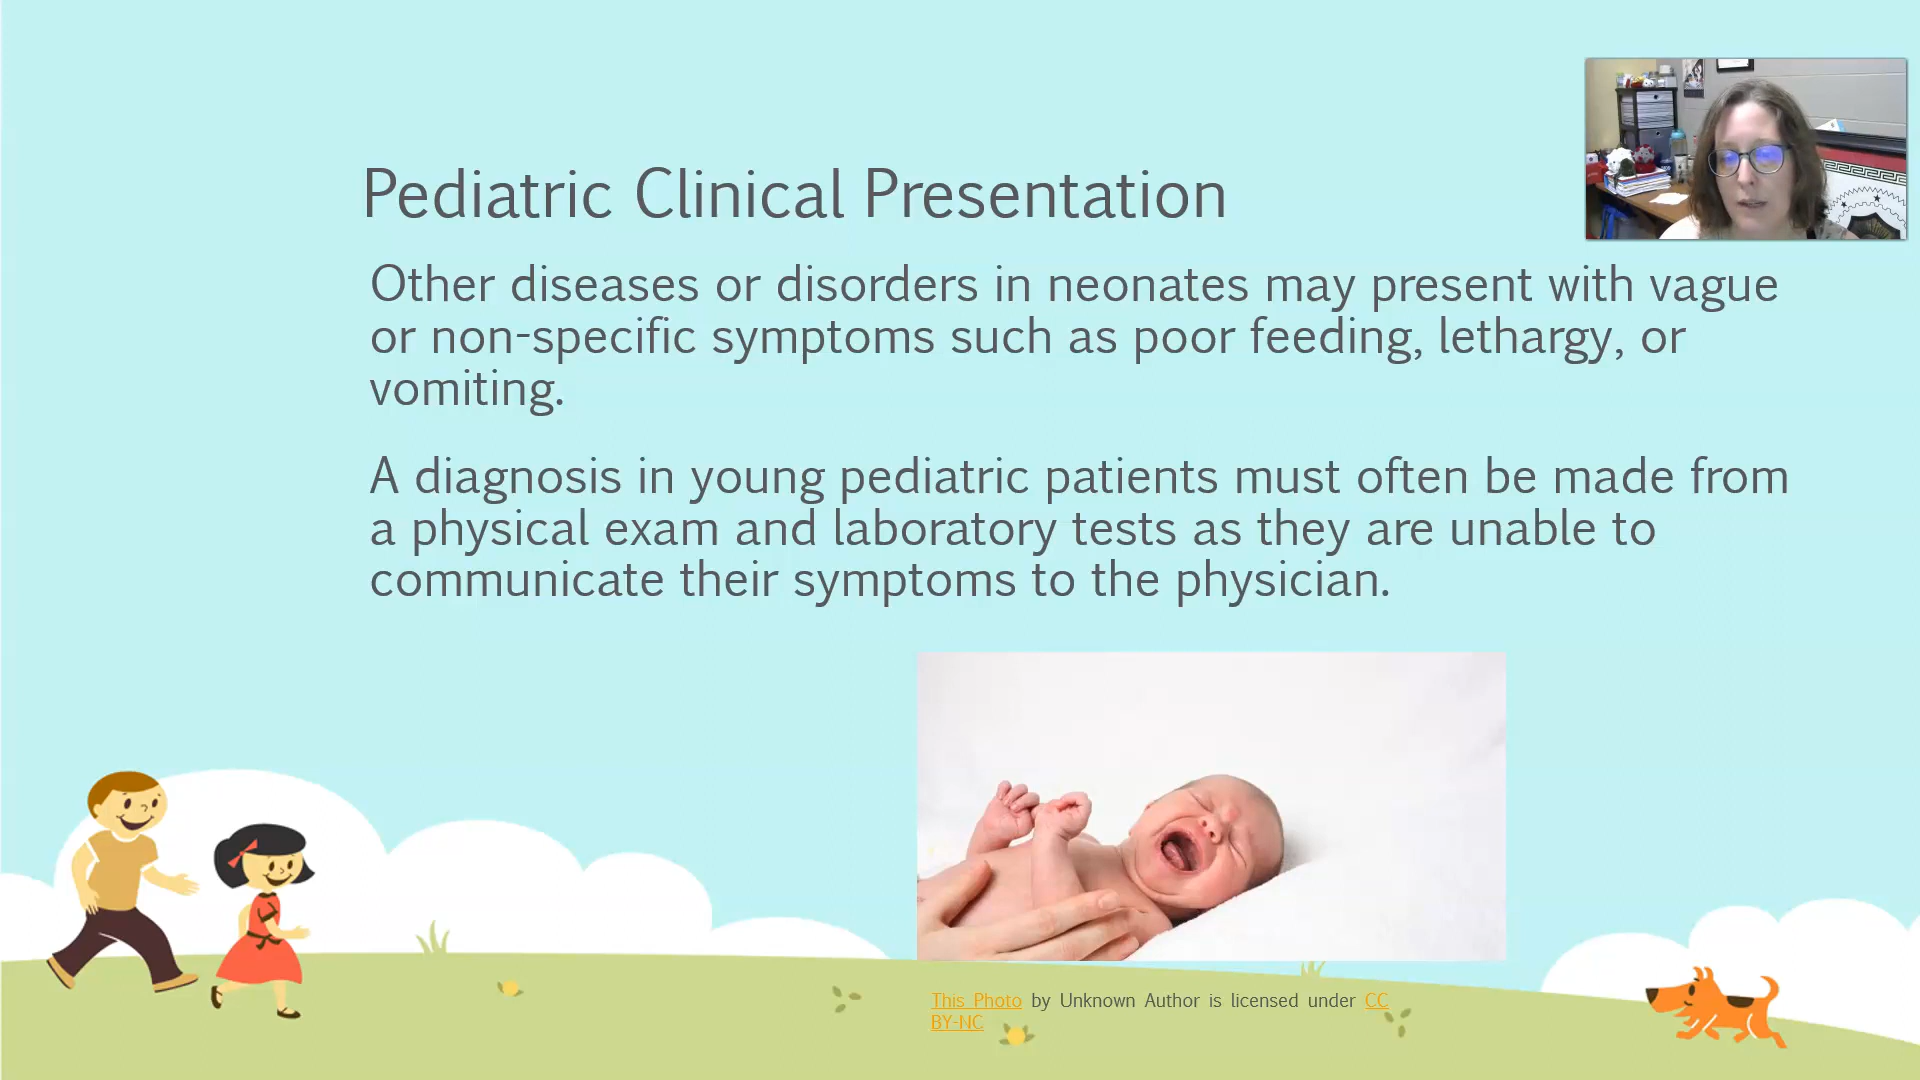 Pediatric Clinical Presentation
Other diseases or disorders in neonates may present with vague
or non-specific symptoms such as poor feeding, lethargy, or
vomiting.
A diagnosis in young pediatric patients must often be made from
a physical exam and laboratory tests as they are unable to
communicate their symptoms to the physician.
This Photo by Unknown Author is licensed under CC
BY-NC